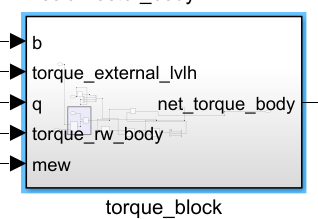 b
torque_external_lvlh
q
net_torque_body
torque_rw_body
mew
torque_block